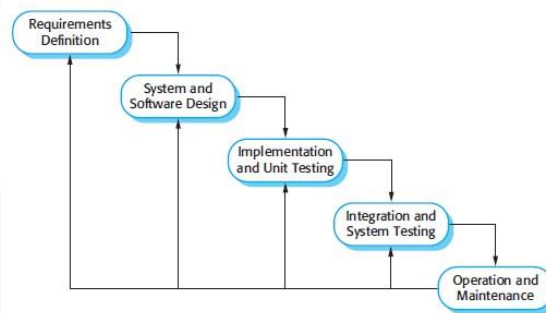 Requirements
Definition
System and
Software Design
Implementation
and Unit Testing
Integration and
System Testing
Operation and
Maintenance